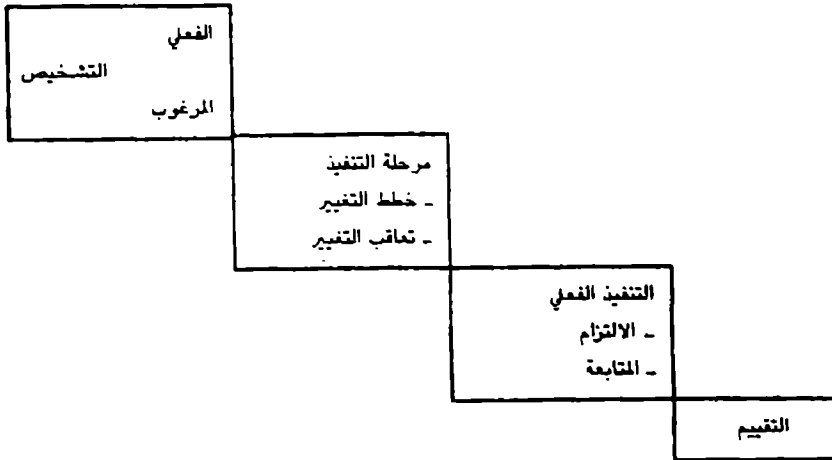 الفعلي
التشخيص
المرغوب
مرحلة التنفيذ
- خطط التغيير
- تعاقب التغيير
التنفيذ الفعلي
- الالتزام
- المتابعة
التقييم